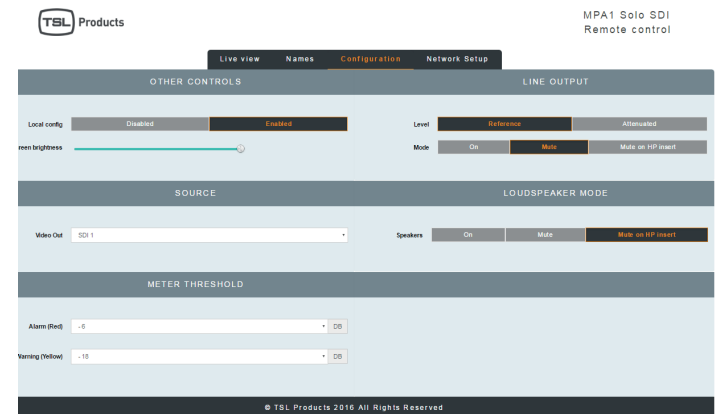 TSL Products
MPA1 Solo SDI
Remote control
Live view Names Configuration Network Setup
OTHER CONTROLS
Local config Disabled Enabled
reen brightness
LINE OUTPUT
Level Reference Attenuated
Mode On Mute Mute on HP insert
SOURCE
Video Out SDI 1
LOUDSPEAKER MODE
Speakers On Mute Mute on HP insert
METER THRESHOLD
Alarm (Red) - 6 DB
Warning (Yellow) - 18 DB
© TSL Products 2016 All Rights Reserved